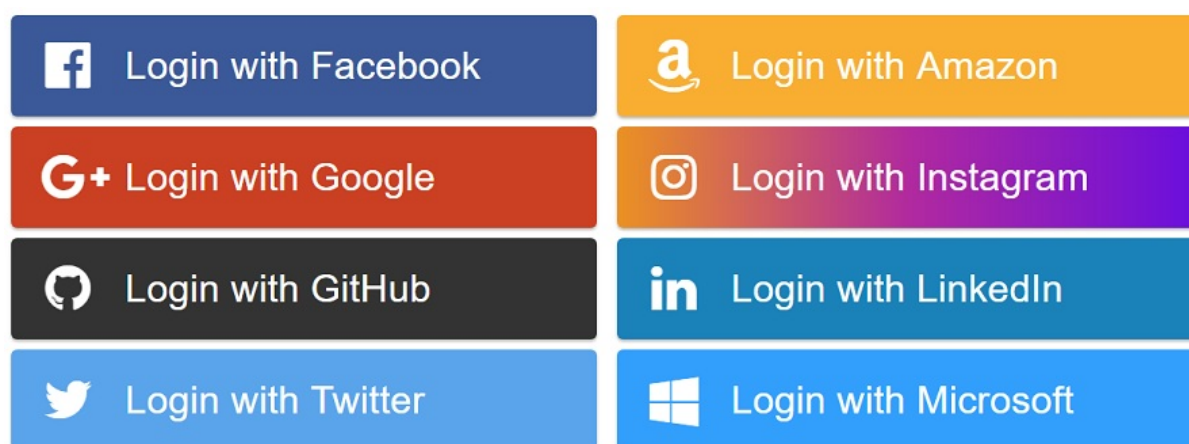 Login with Facebook
Login with Amazon
G+ Login with Google
Login with Instagram
Login with GitHub
in Login with LinkedIn
Login with Twitter
Login with Microsoft